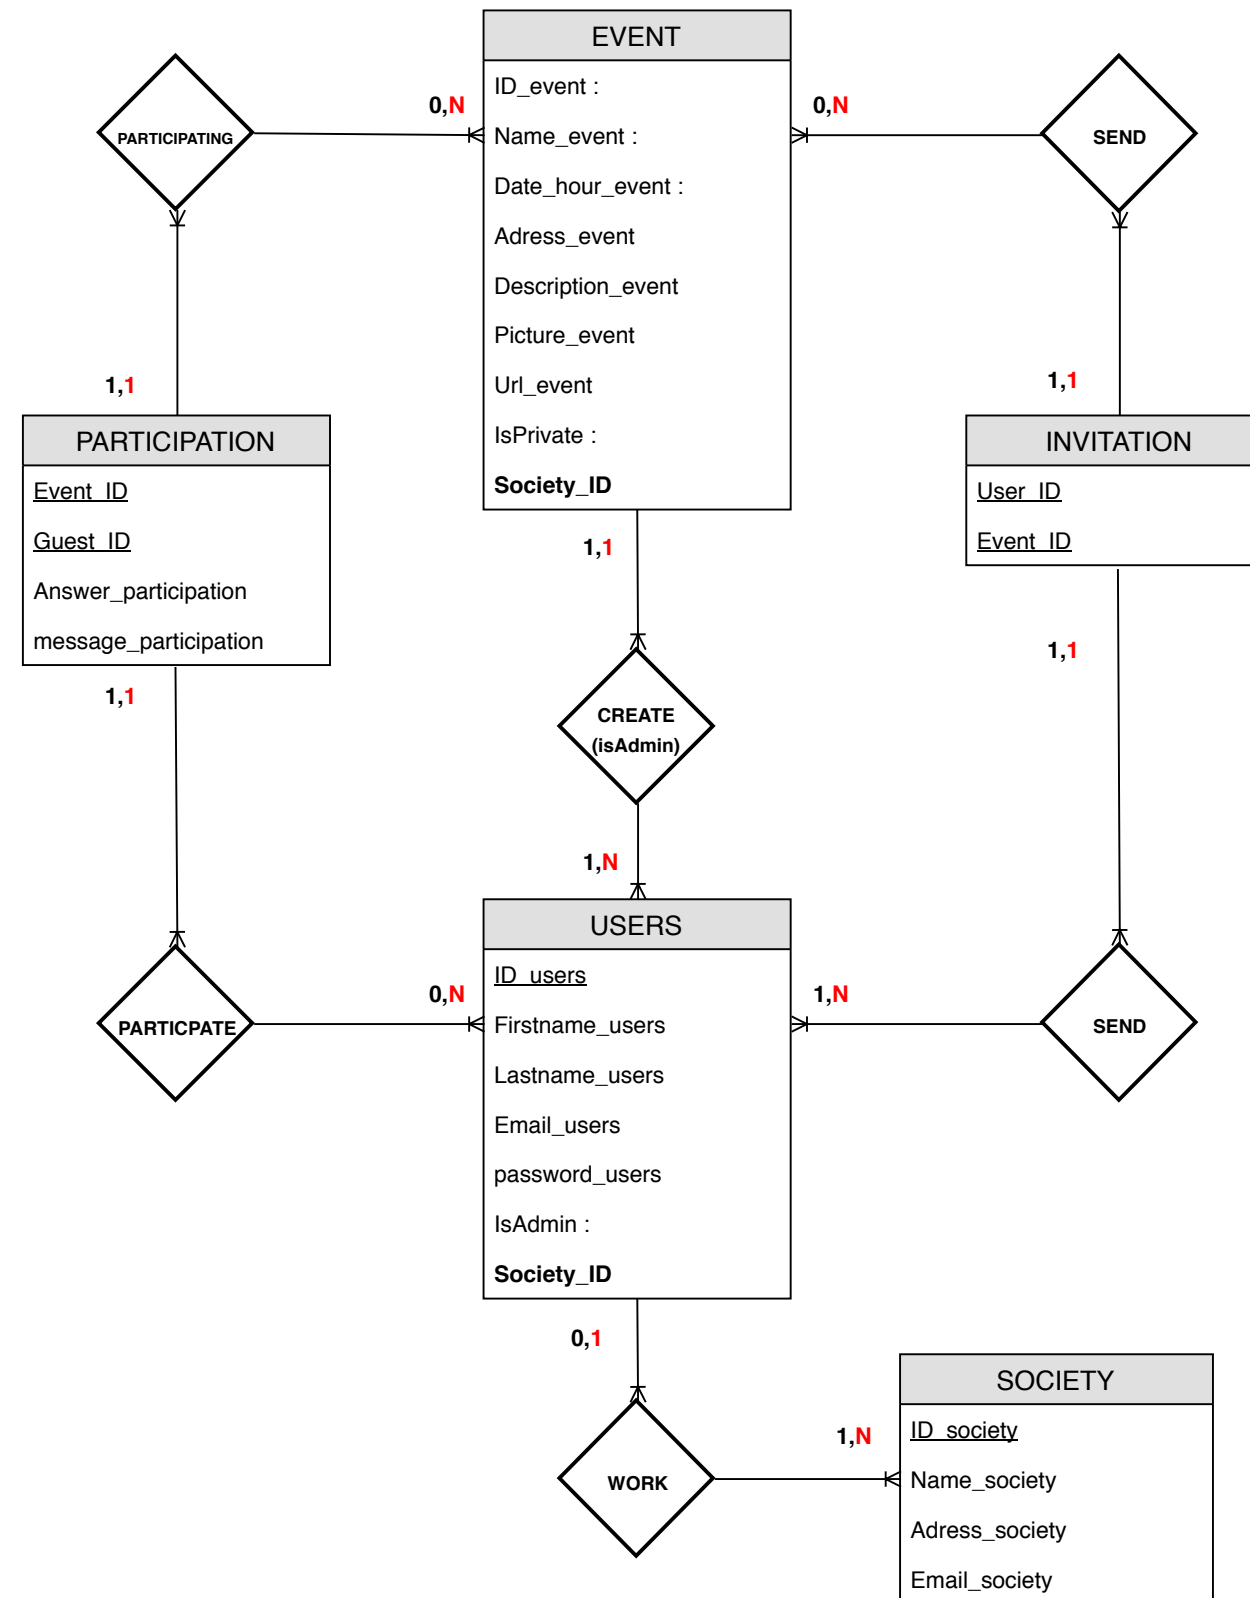 EVENT
ID_event :
Name_event :
Date_hour_event :
Adress_event
Description_event
Picture_event
Url_event
IsPrivate :
Society_ID
0,N
0,N
PARTICIPATING
SEND
1,1
1,1
PARTICIPATION
Event_ID
Guest_ID
Answer_participation
message_participation
INVITATION
User_ID
Event_ID
1,1
1,1
1,1
CREATE
(isAdmin)
1,N
USERS
ID_users
Firstname_users
Lastname_users
Email_users
password_users
IsAdmin :
Society_ID
0,N
1,N
PARTICPATE
SEND
0,1
WORK
1,N
SOCIETY
ID_society
Name_society
Adress_society
Email_society